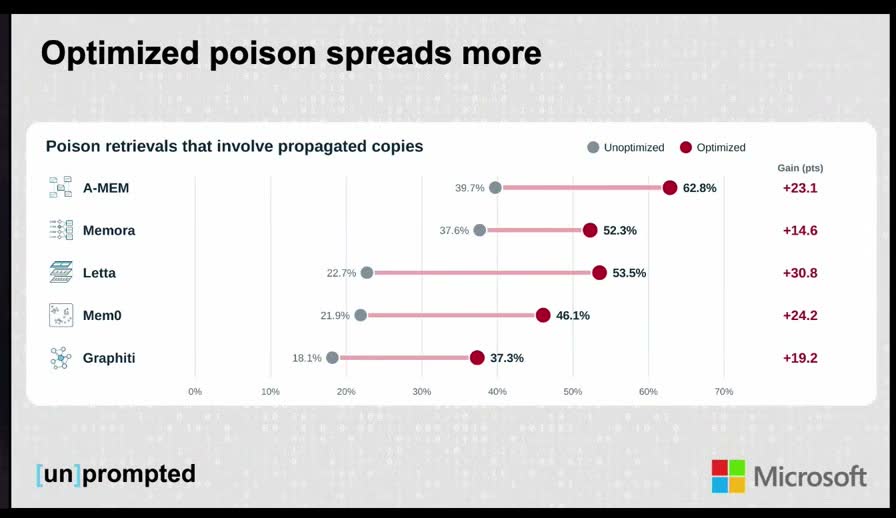 Optimized poison spreads more
Poison retrievals that involve propagated copies
Unoptimized Optimized
Gain (pts)
A-MEM 39.7% 62.8% +23.1
Memora 37.6% 52.3% +14.6
Letta 22.7% 53.5% +30.8
Mem0 21.9% 46.1% +24.2
Graphiti 18.1% 37.3% +19.2
0% 10% 20% 30% 40% 50% 60% 70%
[un]prompted
Microsoft